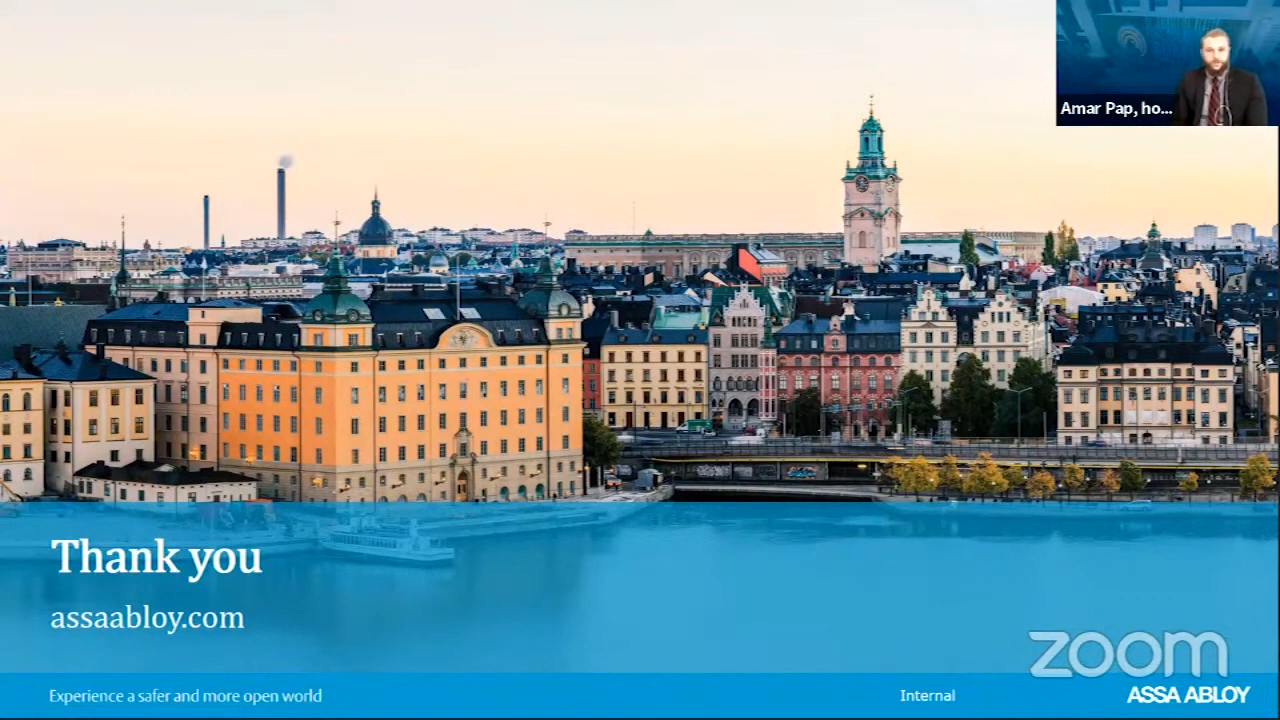 Amar Pap, ho...
Thank you
assaabloy.com
zoom
Experience a safer and more open world
Internal
ASSA ABLOY